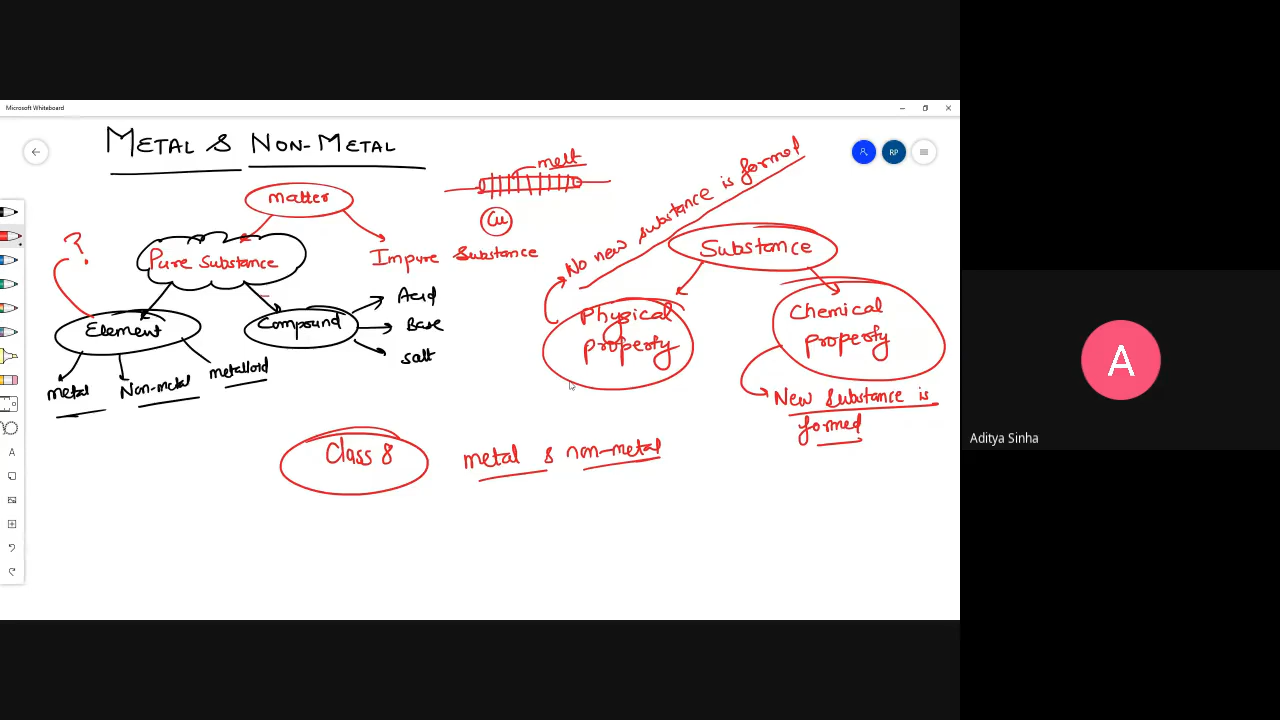 Microsoft Whiteboard
METAL & NON-METAL
RP
melt
No new substance is formed
matter
Cu
?
Pure Substance
Impure Substance
Substance
Element
Compound
Acid
Base
Salt
metal
Non-metal
metalloid
Physical
property
Chemical
property
New Substance is
formed
Class 8
metal & non-metal
A
A
Aditya Sinha